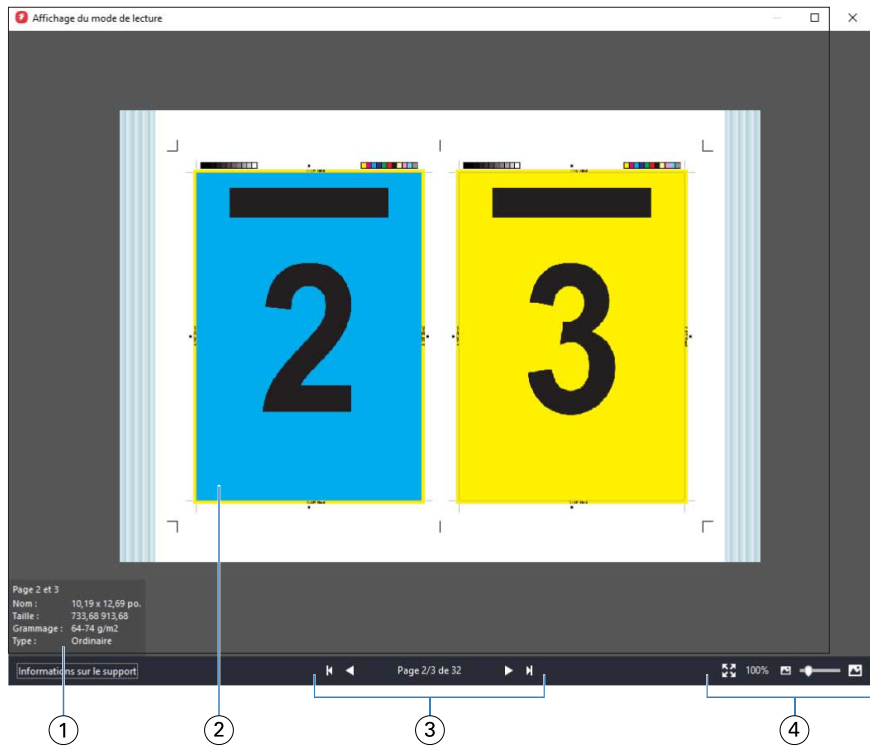 Affichage du mode de lecture
2
3
Page 2 et 3
Nom : 10,19 x 12,69 po.
Taille : 733,68 913,68
Grammage : 64-74 g/m2
Type : Ordinaire
Informations sur le support
Page 2/3 de 32
100%
1
2
3
4